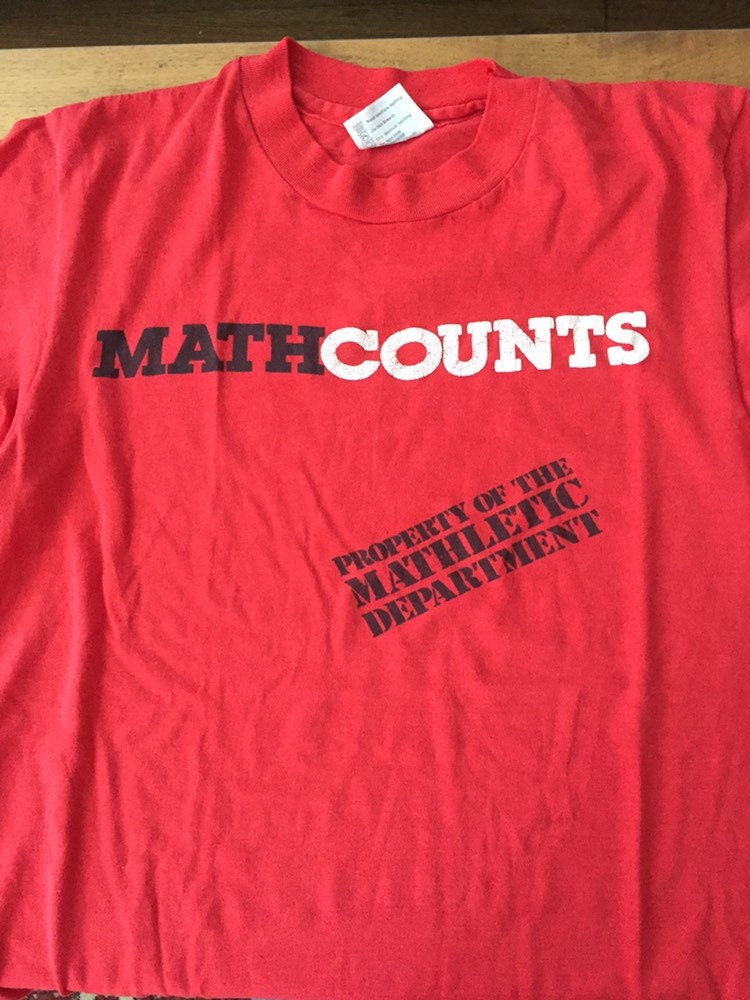 MATHCOUNTS
PROPERTY OF THE
MATHLETIC
DEPARTMENT